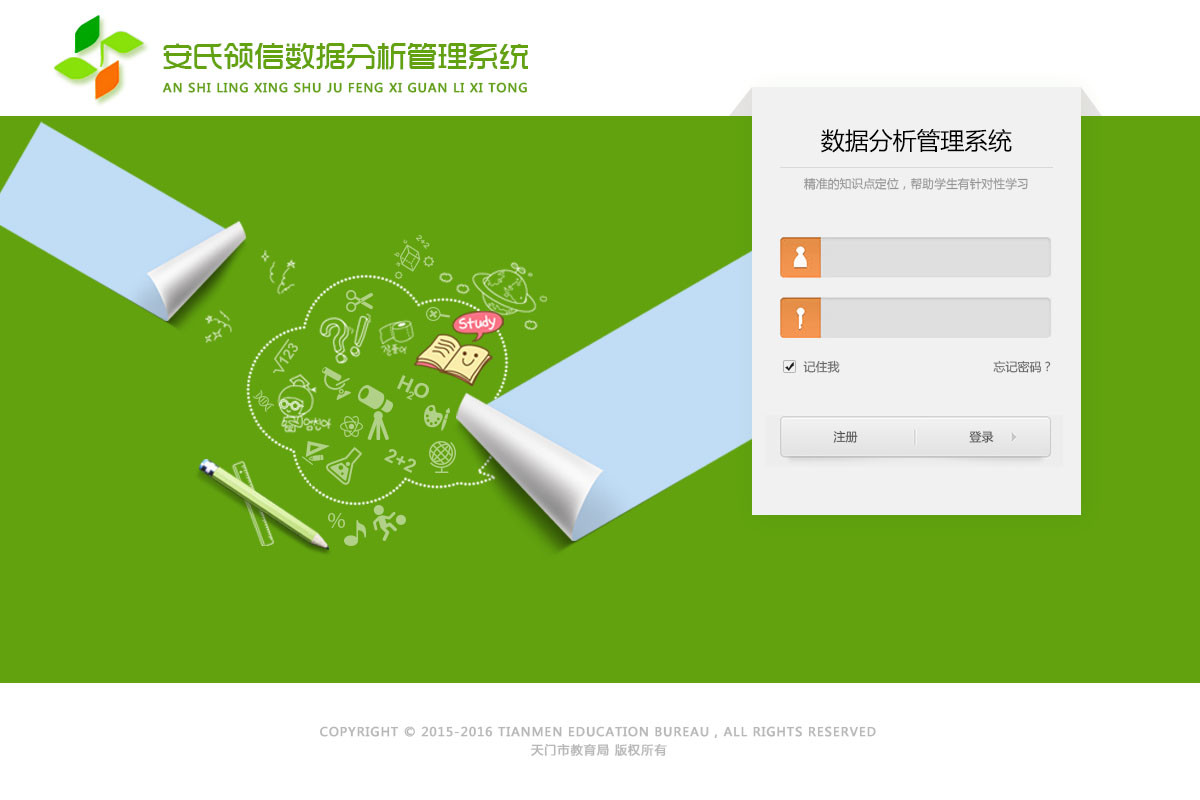 安氏领信数据分析管理系统
AN SHI LING XING SHU JU FENG XI GUAN LI XI TONG
数据分析管理系统
精准的知识点定位，帮助学生有针对性学习
记住我
忘记密码？
注册
登录
2+2
Study
√123
H₂O
2+2
%
COPYRIGHT © 2015-2016 TIANMEN EDUCATION BUREAU , ALL RIGHTS RESERVED
天门市教育局 版权所有